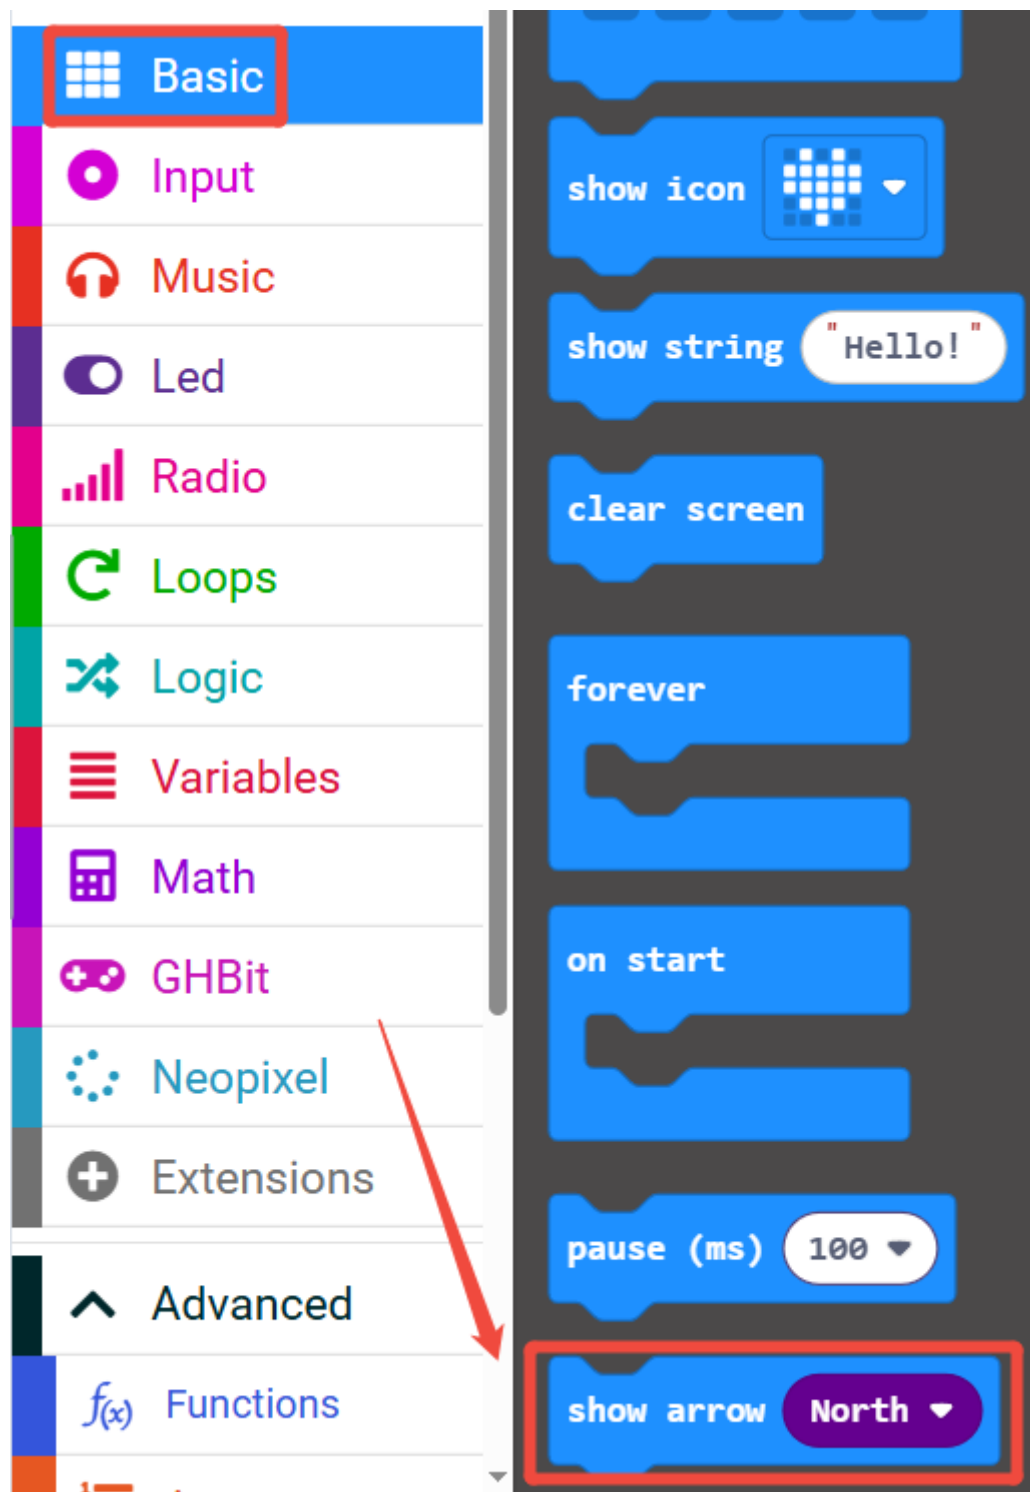 Basic
Input
Music
Led
Radio
Loops
Logic
Variables
Math
GHBit
Neopixel
Extensions
Advanced
f(x) Functions
show icon
show string "Hello!"
clear screen
forever
on start
pause (ms) 100
show arrow North